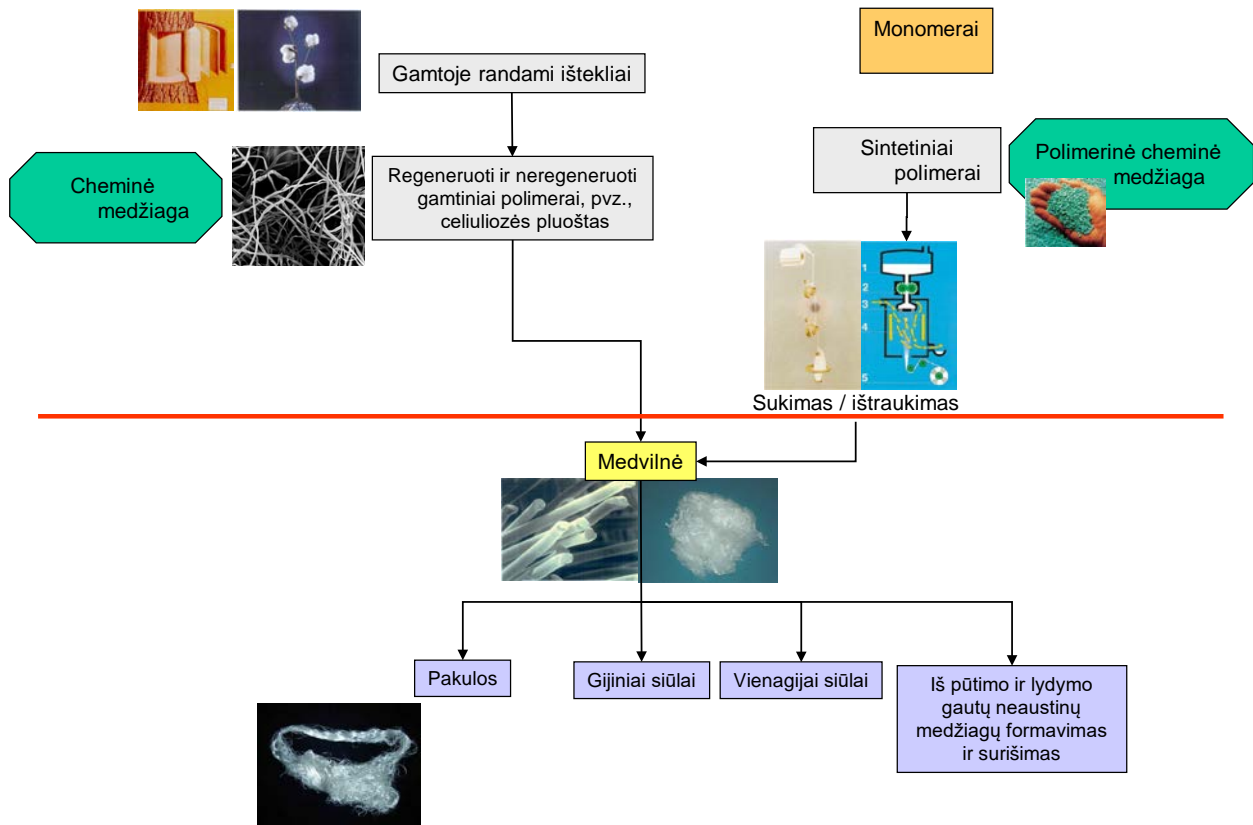 Monomerai
Gamtoje randami ištekliai
Cheminė
medžiaga
Regeneruoti ir neregeneruoti
gamtiniai polimerai, pvz.,
celiuliozės pluoštas
Sintetiniai
polimerai
Polimerinė cheminė
medžiaga
1
2
3
4
5
Sukimas / ištraukimas
Medvilnė
Pakulos
Gijiniai siūlai
Vienagijai siūlai
Iš pūtimo ir lydymo
gautų neaustinų
medžiagų formavimas
ir surišimas